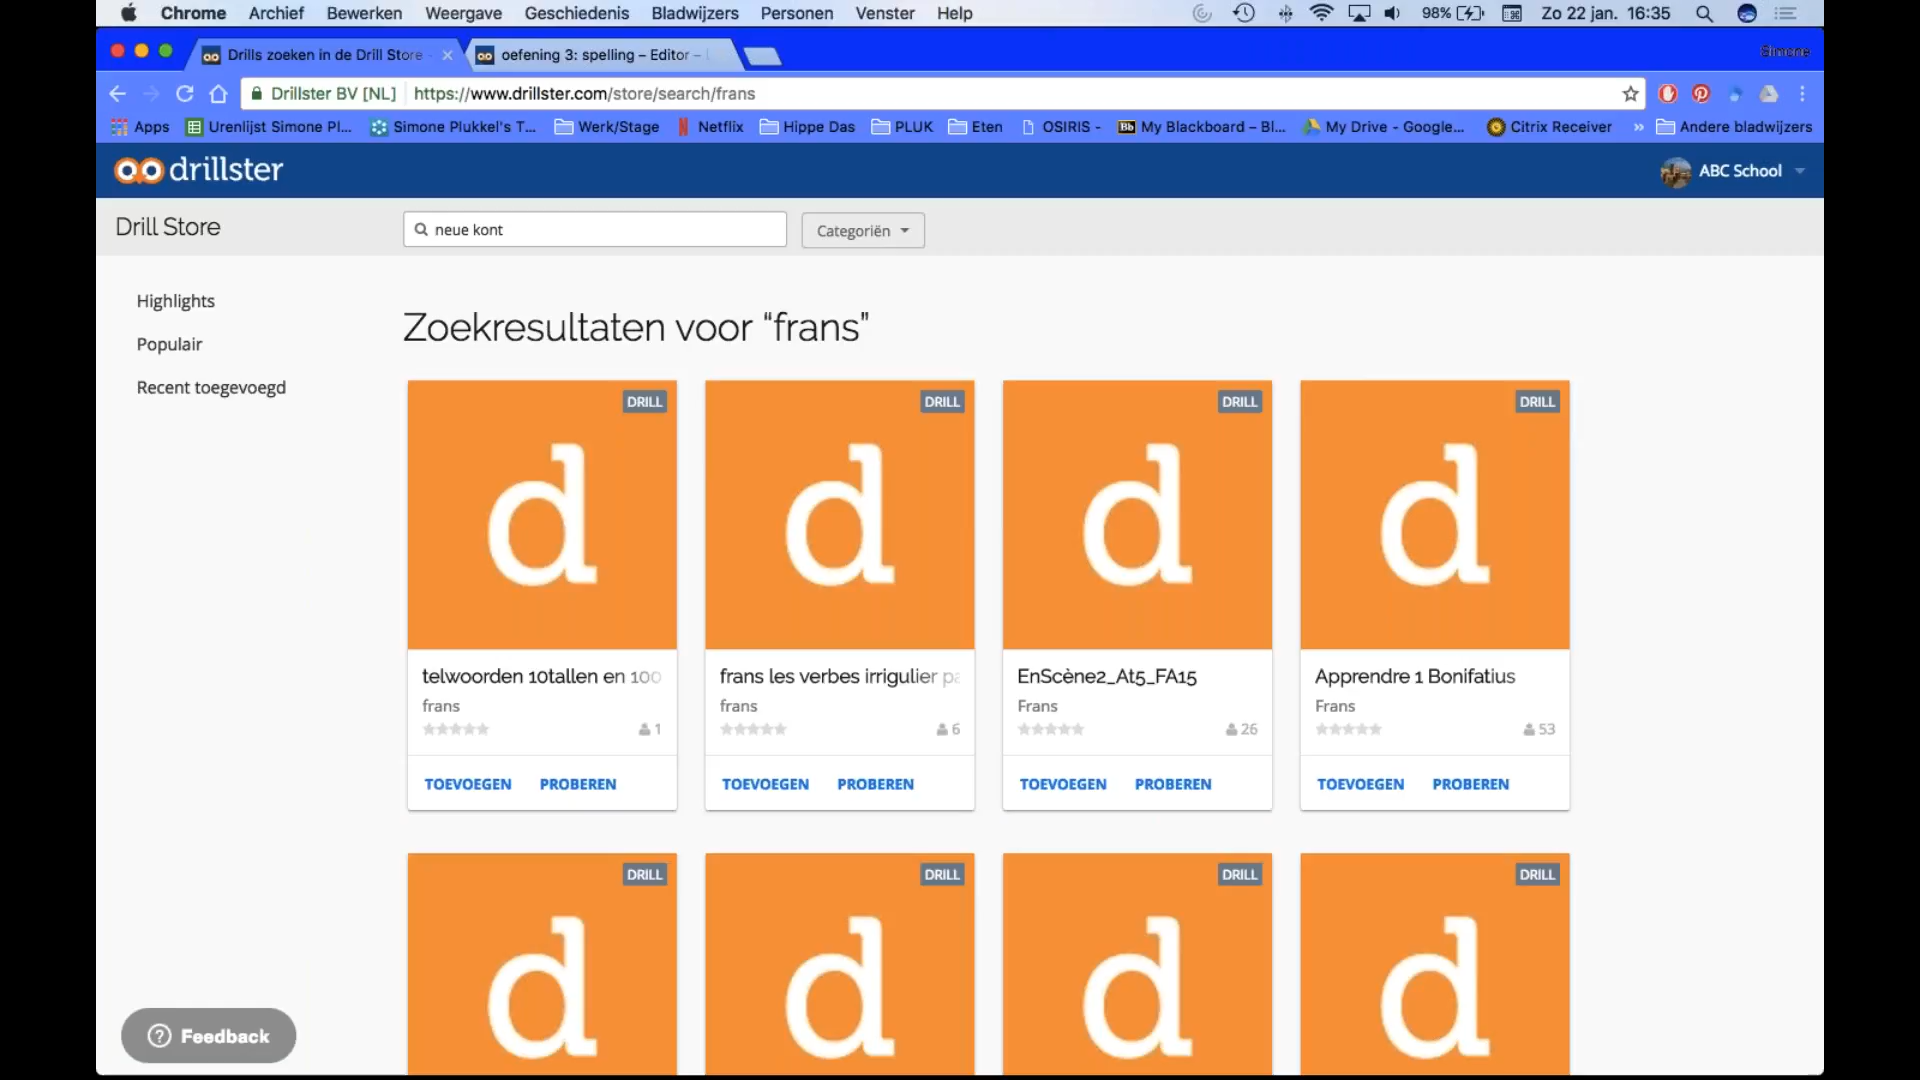 Chrome Archief Bewerken Weergave Geschiedenis Bladwijzers Personen Venster Help 98% Zo 22 jan. 16:35
Drills zoeken in de Drill Store oefening 3: spelling – Editor – Simone
Drillster BV [NL] https://www.drillster.com/store/search/frans
Apps Urenlijst Simone Pl... Simone Plukkel's T... Werk/Stage Netflix Hippe Das PLUK Eten OSIRIS - Bb My Blackboard – Bl... My Drive - Google... Citrix Receiver » Andere bladwijzers
drillster ABC School
Drill Store neue kont Categoriën
Highlights
Populair
Recent toegevoegd
Zoekresultaten voor “frans”
DRILL DRILL DRILL DRILL
d d d d
telwoorden 10tallen en 100 frans les verbes irrigulier pa EnScène2_At5_FA15 Apprendre 1 Bonifatius
frans frans Frans Frans
1 6 26 53
TOEVOEGEN PROBEREN TOEVOEGEN PROBEREN TOEVOEGEN PROBEREN TOEVOEGEN PROBEREN
DRILL DRILL DRILL DRILL
d d d d
? Feedback